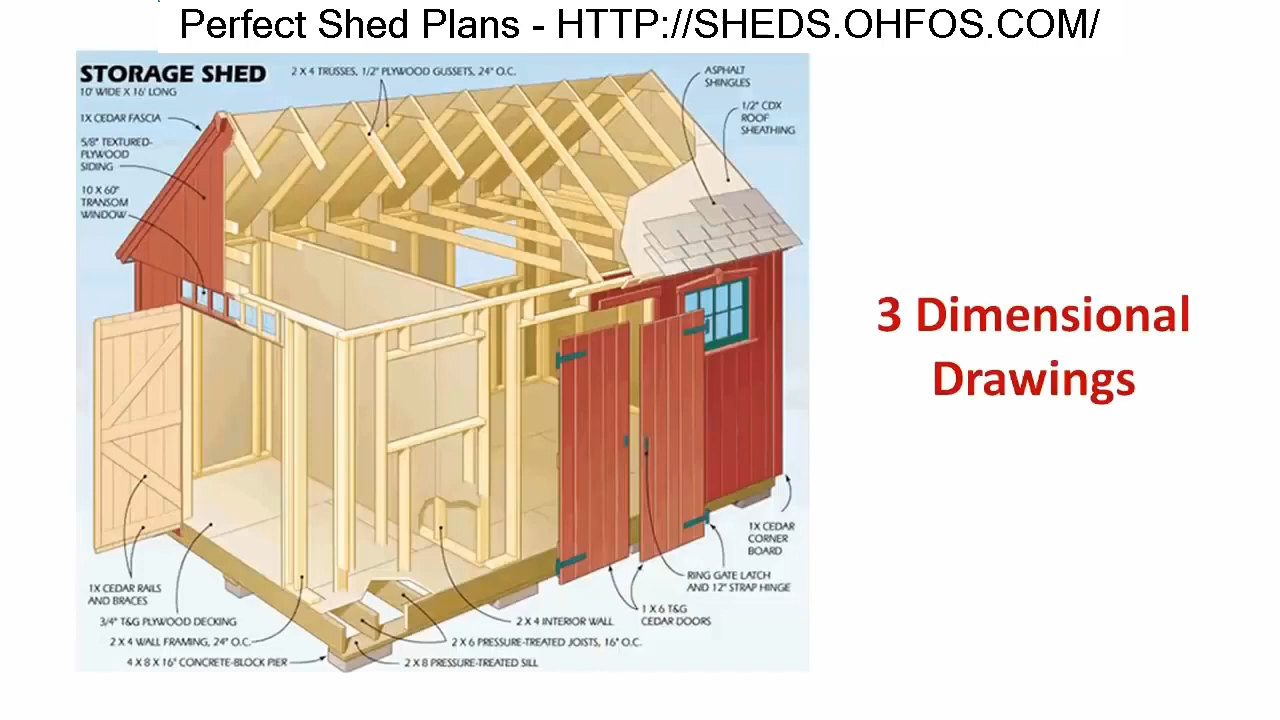 Perfect Shed Plans - HTTP://SHEDS.OHFOS.COM/
STORAGE SHED
10' WIDE X 16' LONG
2 X 4 TRUSSES, 1/2" PLYWOOD GUSSETS, 24" O.C.
ASPHALT
SHINGLES
1/2" CDX
ROOF
SHEATHING
1X CEDAR FASCIA
5/8" TEXTURED-
PLYWOOD
SIDING
10 X 60"
TRANSOM
WINDOW
3 Dimensional
Drawings
1X CEDAR
CORNER
BOARD
RING GATE LATCH
AND 12" STRAP HINGE
1 X 6 T&G
CEDAR DOORS
1X CEDAR RAILS
AND BRACES
3/4" T&G PLYWOOD DECKING
2 X 4 INTERIOR WALL
2 X 4 WALL FRAMING, 24" O.C.
2 X 6 PRESSURE-TREATED JOISTS, 16" O.C.
4 X 8 X 16" CONCRETE-BLOCK PIER
2 X 8 PRESSURE-TREATED SILL